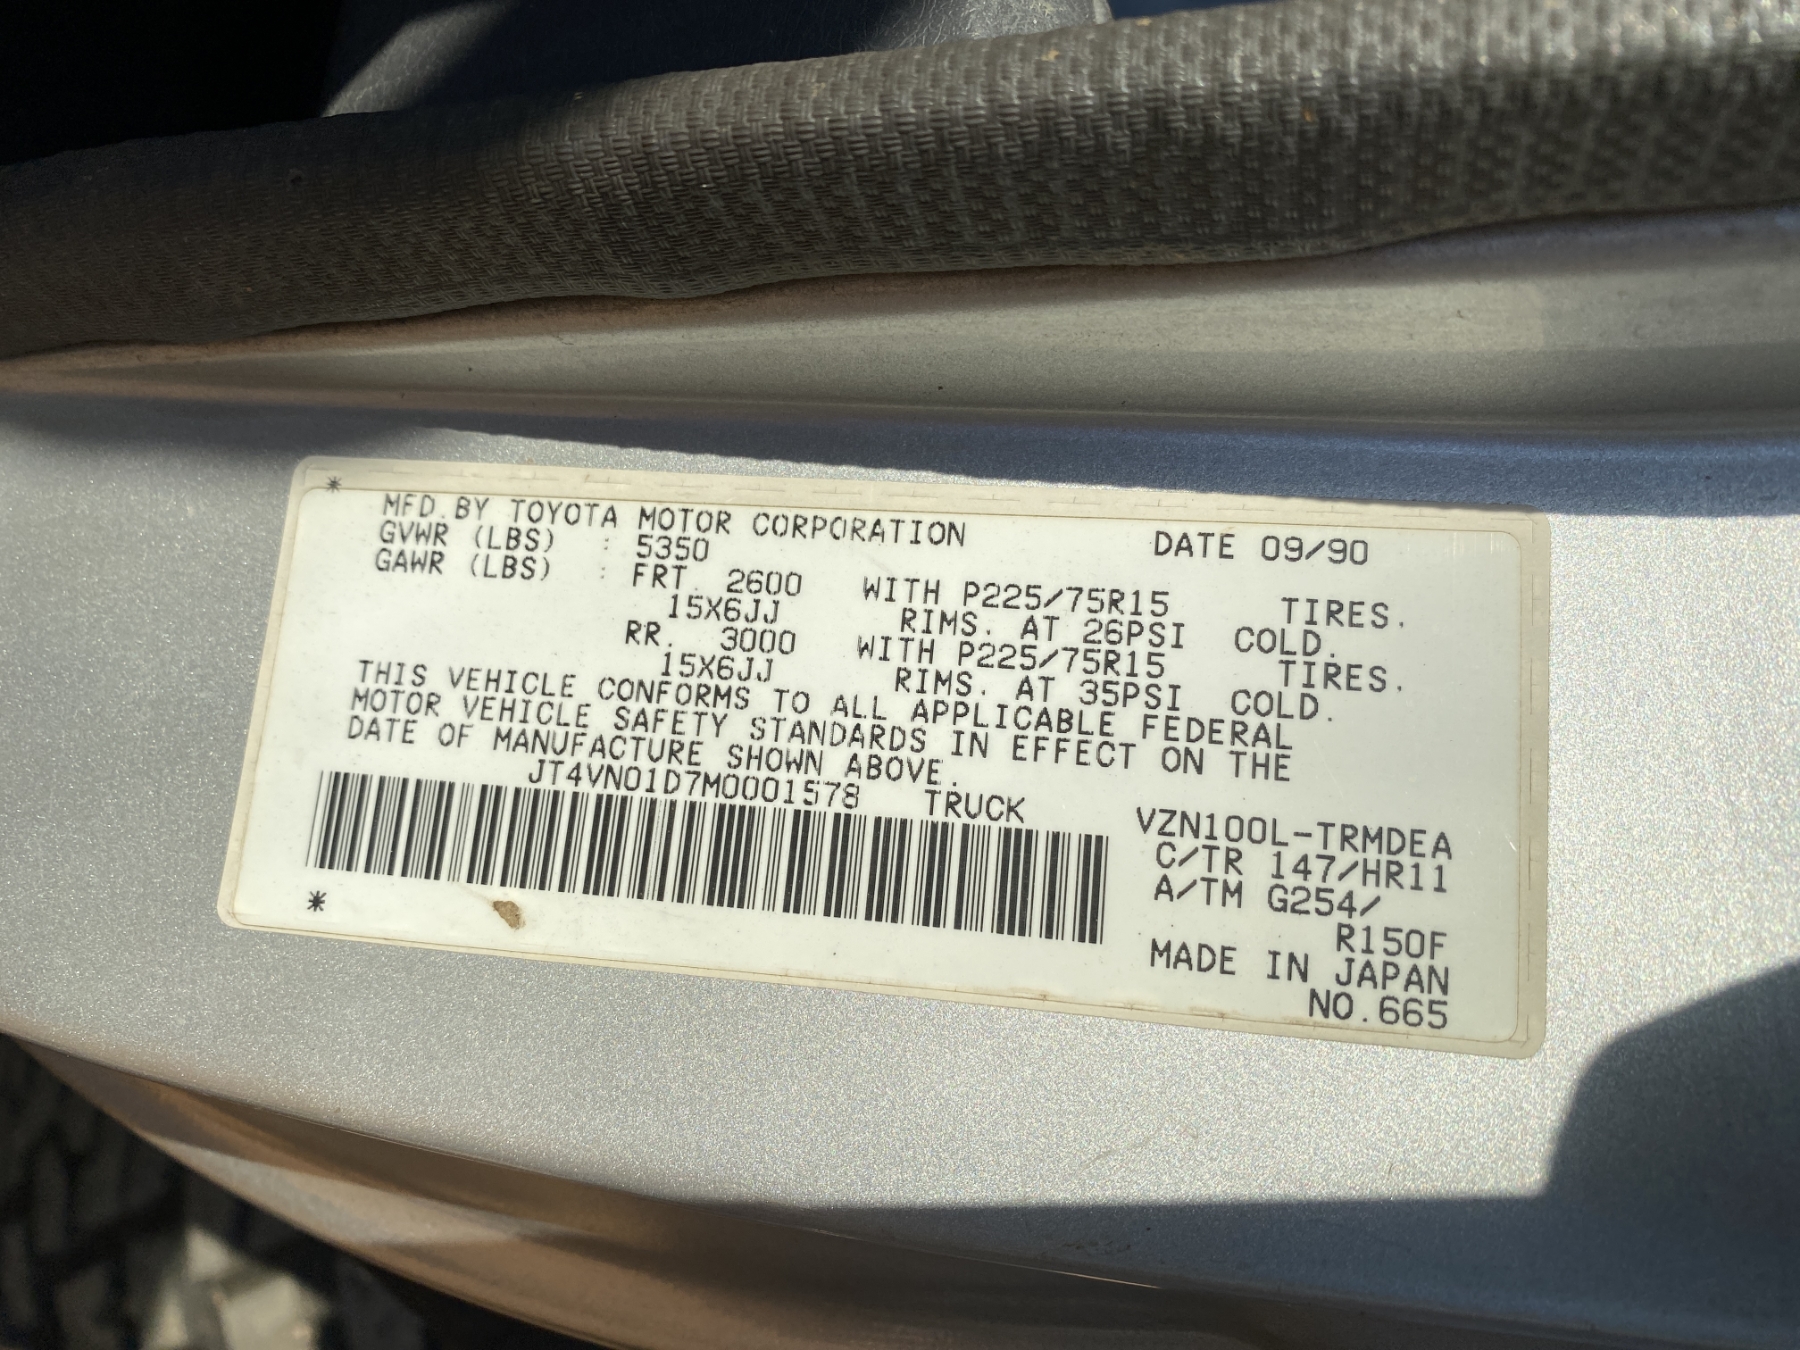 MFD.BY TOYOTA MOTOR CORPORATION DATE 09/90
GVWR (LBS) : 5350
GAWR (LBS) : FRT. 2600 WITH P225/75R15 TIRES.
15X6JJ RIMS. AT 26PSI COLD.
RR. 3000 WITH P225/75R15 TIRES.
15X6JJ RIMS. AT 35PSI COLD.
THIS VEHICLE CONFORMS TO ALL APPLICABLE FEDERAL
MOTOR VEHICLE SAFETY STANDARDS IN EFFECT ON THE
DATE OF MANUFACTURE SHOWN ABOVE.
JT4VN01D7M0001578 TRUCK
VZN100L-TRMDEA
C/TR 147/HR11
A/TM G254/
R150F
MADE IN JAPAN
NO.665